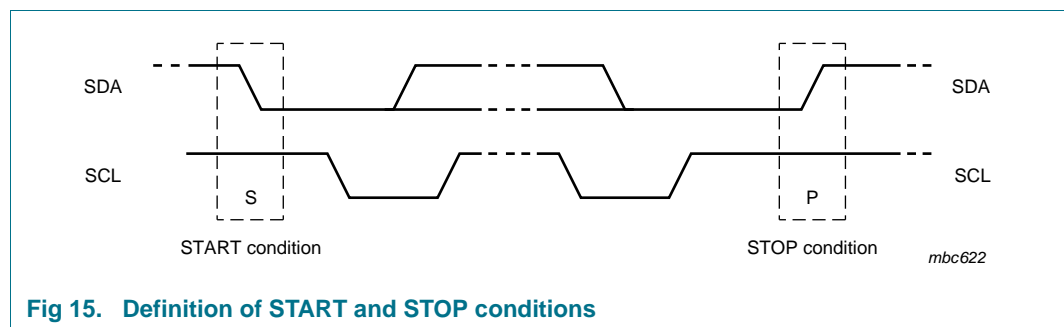 SDA
SDA
SCL
SCL
S
P
START condition
STOP condition
mbc622
Fig 15. Definition of START and STOP conditions